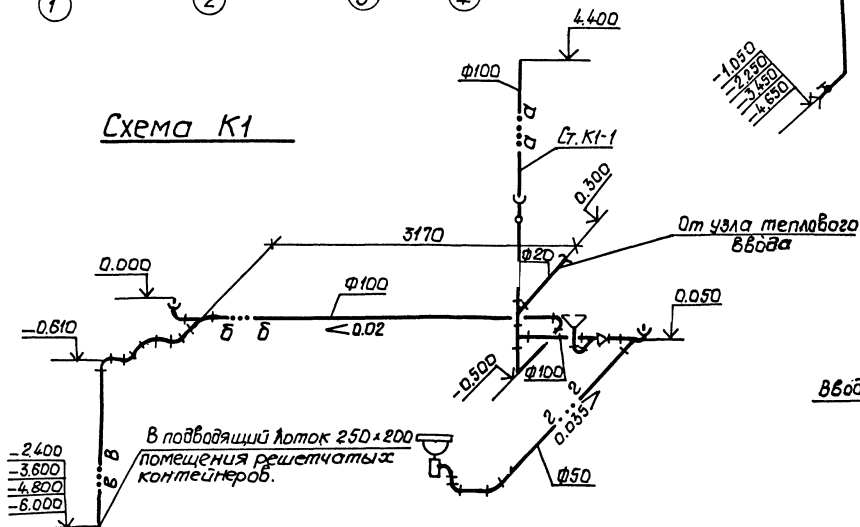 1 2 3 4
4.400
-1.050
-2.250
-3.450
-4.650
ф100
Схема К1
а
а
Ст. К1-1
0.300
3170
От узла теплового
ввода
ф20
0.000
ф100
0.050
б б
0.02
-0.610
-0.500
ф100
Ввод
г
г
0.035
В подводящий лоток 250×200
помещения решетчатых
контейнеров.
в
в
-2.400
-3.600
-4.800
-6.000
ф50